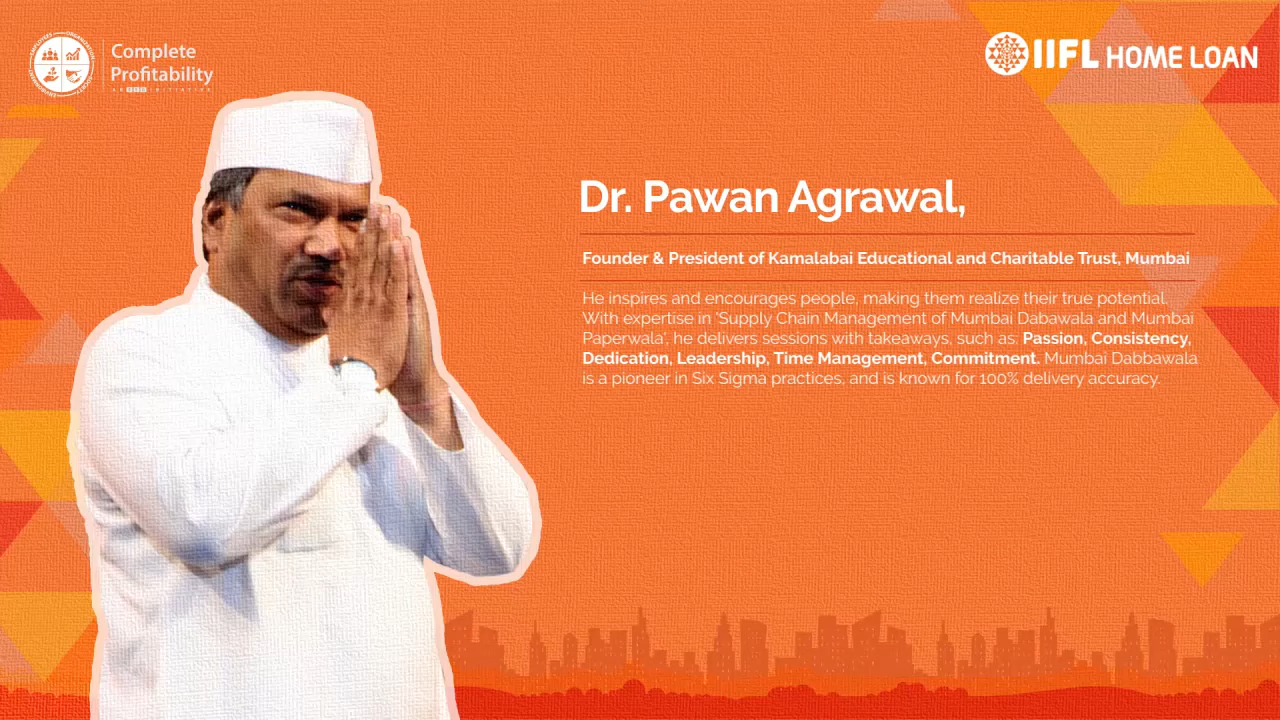 Complete
Profitability
IIFL HOME LOAN
Dr. Pawan Agrawal,
Founder & President of Kamalabai Educational and Charitable Trust, Mumbai
He inspires and encourages people, making them realize their true potential.
With expertise in 'Supply Chain Management of Mumbai Dabawala and Mumbai
Paperwala', he delivers sessions with takeaways, such as: Passion, Consistency,
Dedication, Leadership, Time Management, Commitment. Mumbai Dabbawala
is a pioneer in Six Sigma practices, and is known for 100% delivery accuracy.